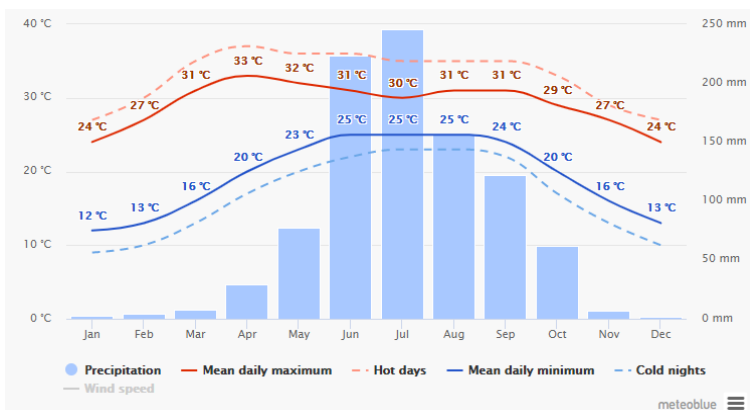 40 °C
250 mm
33 °C
31 °C
32 °C
31 °C
30 °C
31 °C
31 °C
200 mm
30 °C
27 °C
29 °C
27 °C
24 °C
24 °C
25 °C
25 °C
25 °C
24 °C
150 mm
23 °C
20 °C
20 °C
20 °C
16 °C
16 °C
100 mm
12 °C
13 °C
13 °C
10 °C
50 mm
0 °C
0 mm
Jan Feb Mar Apr May Jun Jul Aug Sep Oct Nov Dec
Precipitation Mean daily maximum Hot days Mean daily minimum Cold nights
Wind speed
meteoblue